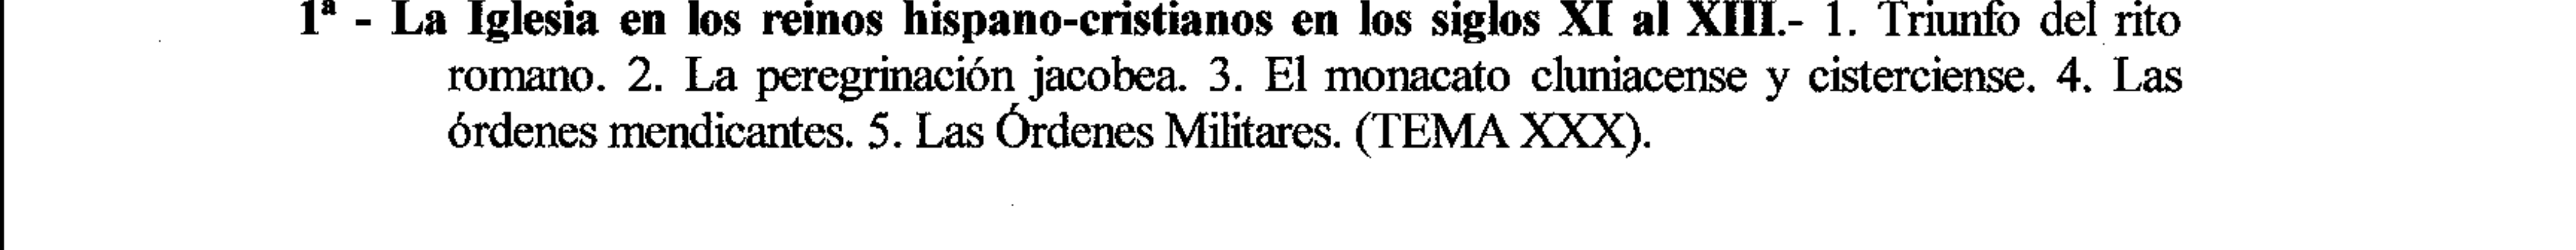 1ª - La Iglesia en los reinos hispano-cristianos en los siglos XI al XIII.- 1. Triunfo del rito
romano. 2. La peregrinación jacobea. 3. El monacato cluniacense y cisterciense. 4. Las
órdenes mendicantes. 5. Las Órdenes Militares. (TEMA XXX).